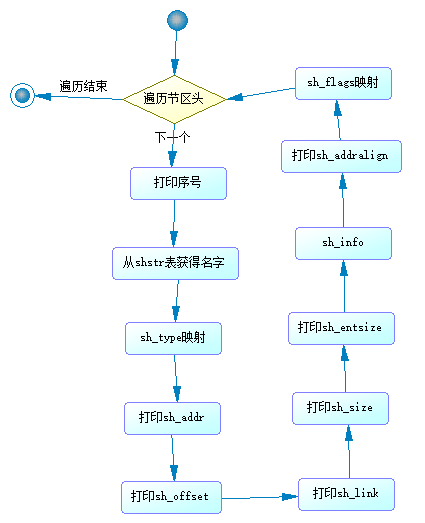 遍历结束
遍历节区头
下一个
打印序号
从shstr表获得名字
sh_type映射
打印sh_addr
打印sh_offset
打印sh_link
打印sh_size
打印sh_entsize
sh_info
打印sh_addralign
sh_flags映射